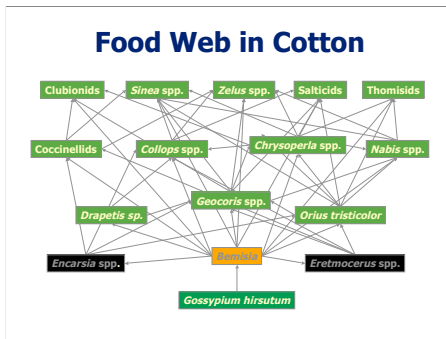 Food Web in Cotton
Clubionids Sinea spp. Zelus spp. Salticids Thomisids
Coccinellids Collops spp. Chrysoperla spp. Nabis spp.
Drapetis sp. Geocoris spp. Orius tristicolor
Encarsia spp. Bemisia Eretmocerus spp.
Gossypium hirsutum